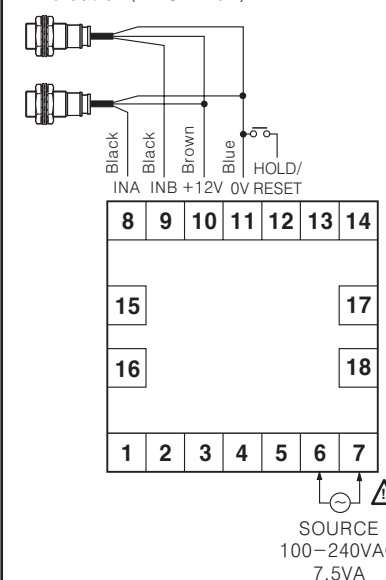 Black Black Brown Blue
HOLD/
INA INB +12V 0V RESET
8 9 10 11 12 13 14
15 17
16 18
1 2 3 4 5 6 7
SOURCE
100-240VAC
7.5VA